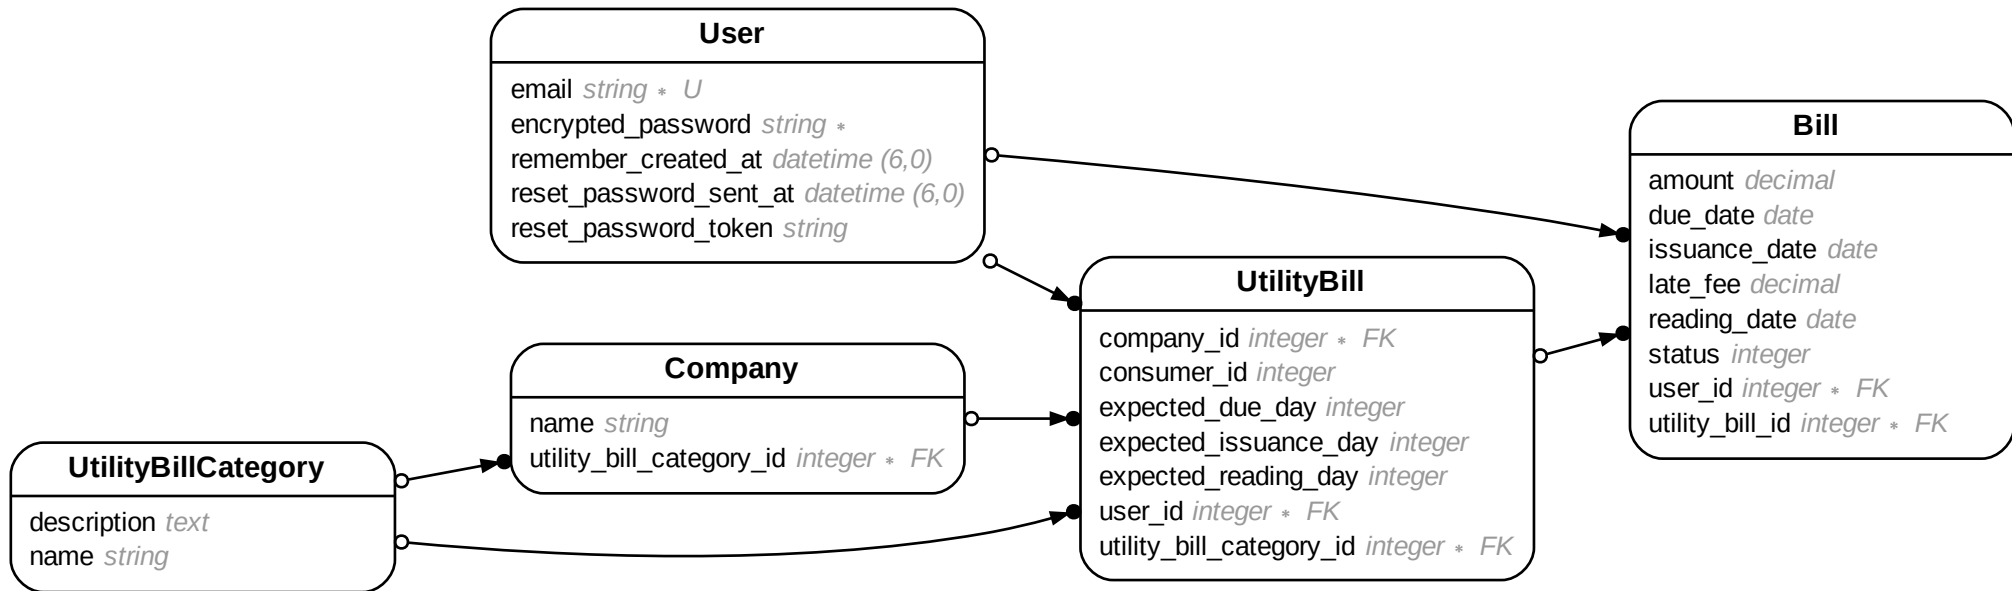 User
email string * U
encrypted_password string *
remember_created_at datetime (6,0)
reset_password_sent_at datetime (6,0)
reset_password_token string
Bill
amount decimal
due_date date
issuance_date date
late_fee decimal
reading_date date
status integer
user_id integer * FK
utility_bill_id integer * FK
UtilityBill
company_id integer * FK
consumer_id integer
expected_due_day integer
expected_issuance_day integer
expected_reading_day integer
user_id integer * FK
utility_bill_category_id integer * FK
Company
name string
utility_bill_category_id integer * FK
UtilityBillCategory
description text
name string